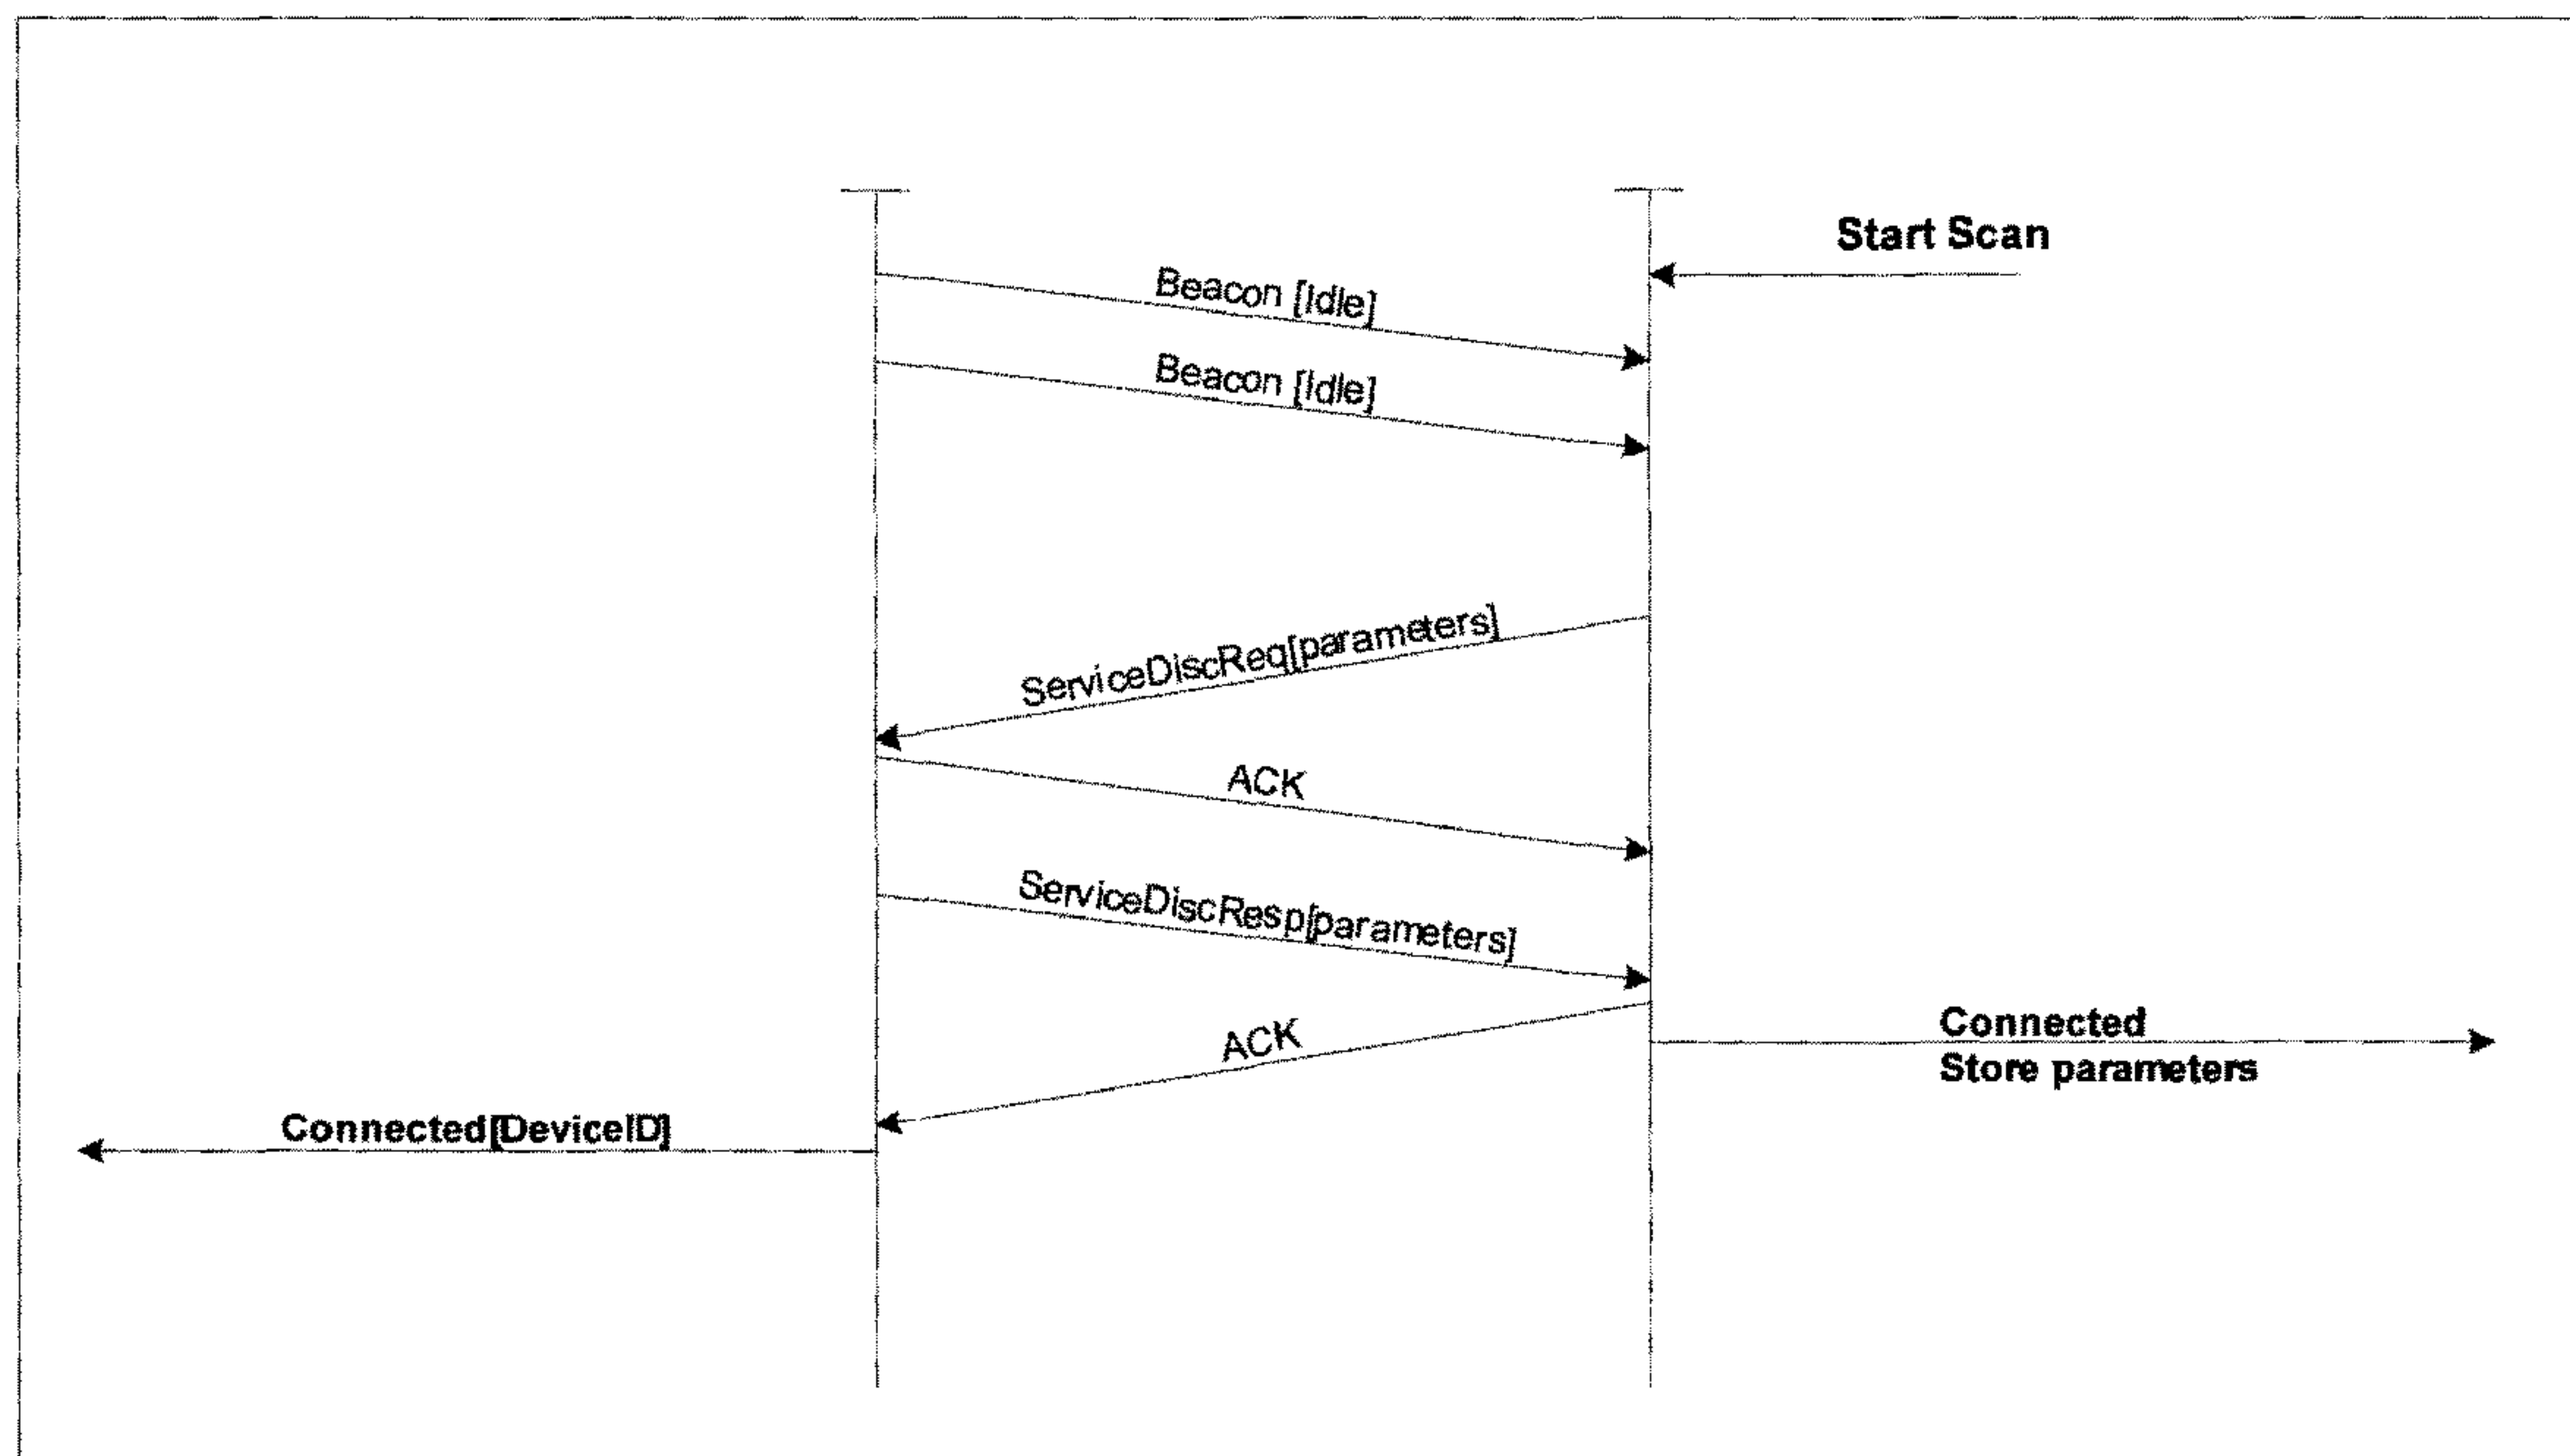 Start Scan
Beacon [Idle]
Beacon [Idle]
ServiceDiscReq[parameters]
ACK
ServiceDiscResp[parameters]
Connected
Store parameters
ACK
Connected[DeviceID]